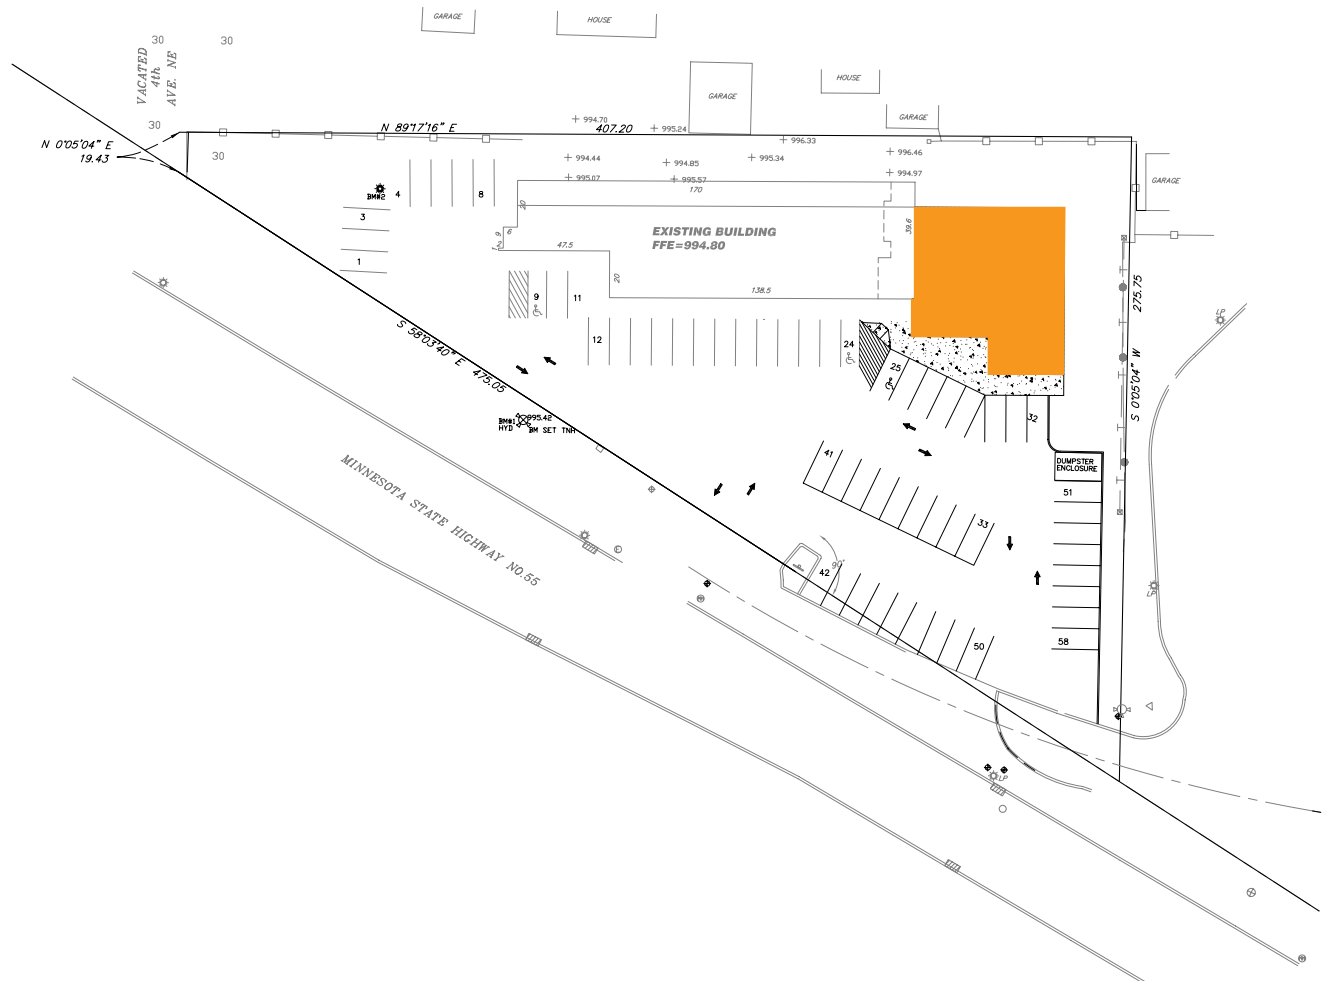 GARAGE
HOUSE
30
30
VACATED
4th
AVE. NE
HOUSE
GARAGE
GARAGE
30
N 89°17'16" E
407.20
994.70
995.24
996.33
N 0°05'04" E
19.43
30
994.44
994.85
995.34
996.46
995.07
995.57
994.97
GARAGE
BM#2
4
8
170
20
3
9
6
39.6
EXISTING BUILDING
FFE=994.80
47.5
1
20
138.5
275.75
S 0°05'04" W
9
11
LP
S 58°03'40" E 475.05
12
24
25
32
BM#1
HYD
995.42
BM SET TNH
41
DUMPSTER
ENCLOSURE
51
33
MINNESOTA STATE HIGHWAY NO.55
42
90°
LP
50
58
LP